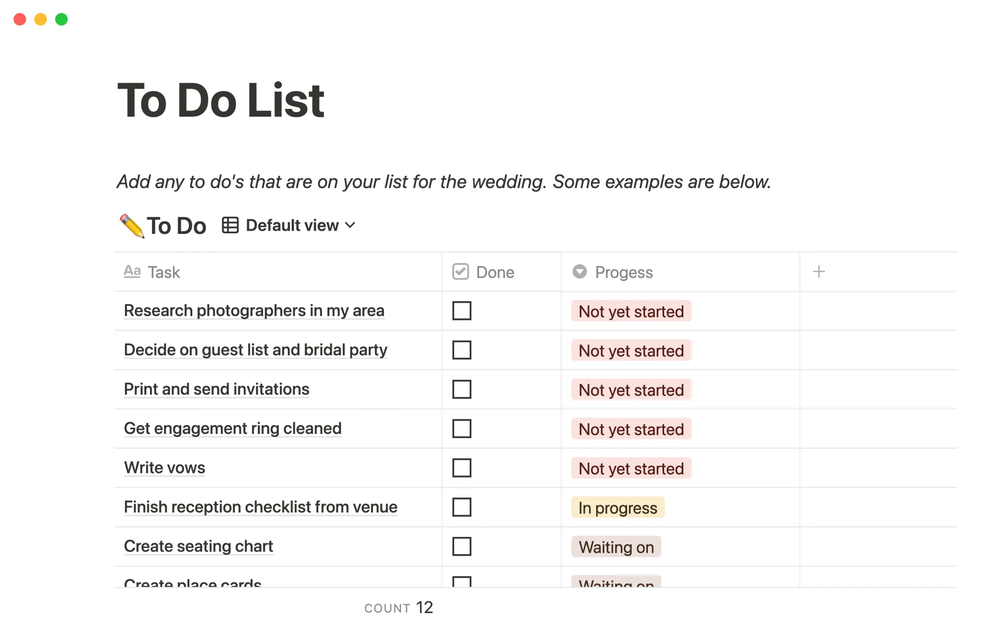 To Do List
Add any to do's that are on your list for the wedding. Some examples are below.
To Do Default view
Aa Task Done Progess
Research photographers in my area Not yet started
Decide on guest list and bridal party Not yet started
Print and send invitations Not yet started
Get engagement ring cleaned Not yet started
Write vows Not yet started
Finish reception checklist from venue In progress
Create seating chart Waiting on
Create place cards Waiting on
COUNT 12